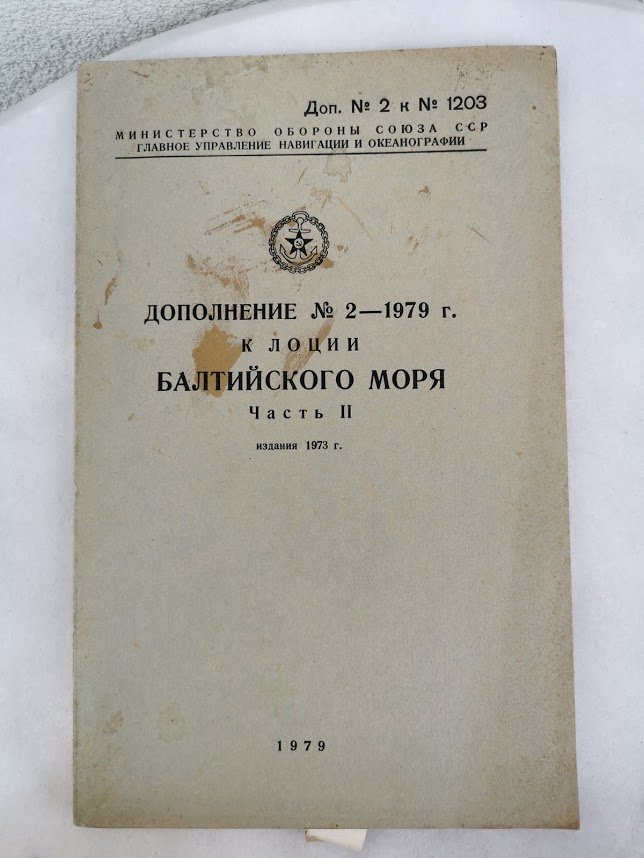 Доп. № 2 к № 1203
МИНИСТЕРСТВО ОБОРОНЫ СОЮЗА ССР
ГЛАВНОЕ УПРАВЛЕНИЕ НАВИГАЦИИ И ОКЕАНОГРАФИИ
ДОПОЛНЕНИЕ № 2—1979 г.
К ЛОЦИИ
БАЛТИЙСКОГО МОРЯ
Часть II
издания 1973 г.
1979